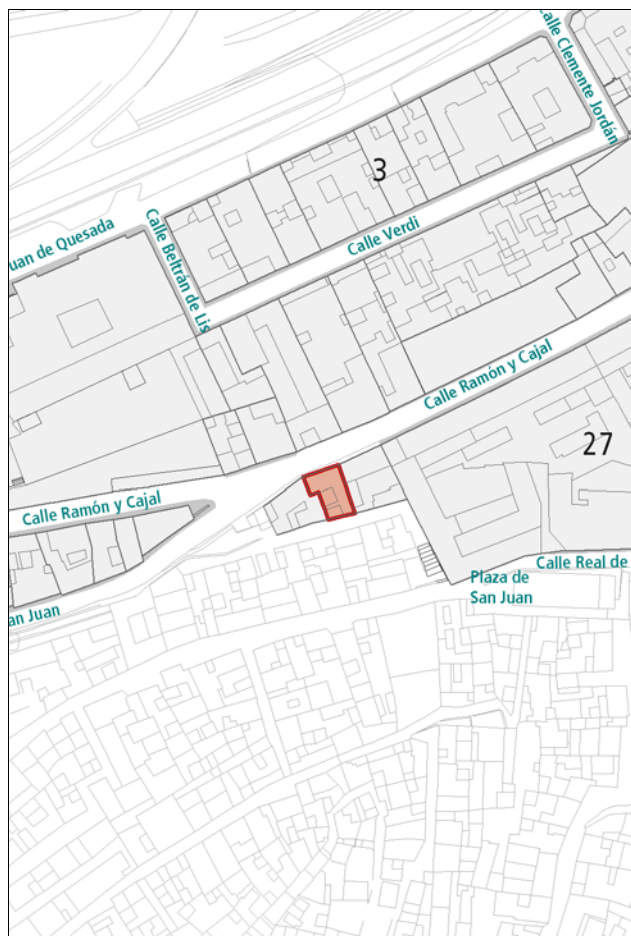 Calle Clemente Jordán
3
uan de Quesada
Calle Beltrán de Lis
Calle Verdi
Calle Ramón y Cajal
27
Calle Ramón y Cajal
Calle Real de
Plaza de
San Juan
an Juan